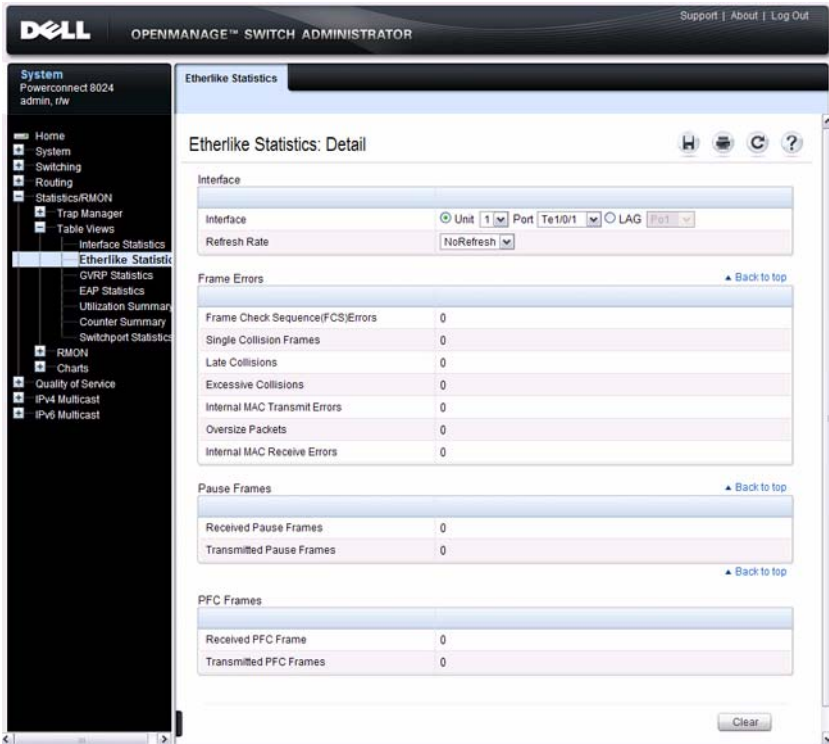 Support | About | Log Out
DELL
OPENMANAGE™ SWITCH ADMINISTRATOR
System
Powerconnect 8024
admin, r/w
Home
System
Switching
Routing
Statistics/RMON
Trap Manager
Table Views
Interface Statistics
Etherlike Statistic
GVRP Statistics
EAP Statistics
Utilization Summary
Counter Summary
Switchport Statistics
RMON
Charts
Quality of Service
IPv4 Multicast
IPv6 Multicast
Etherlike Statistics
Etherlike Statistics: Detail
Interface
Interface Unit 1 Port Te1/0/1 LAG Po1
Refresh Rate NoRefresh
Frame Errors Back to top
Frame Check Sequence(FCS)Errors 0
Single Collision Frames 0
Late Collisions 0
Excessive Collisions 0
Internal MAC Transmit Errors 0
Oversize Packets 0
Internal MAC Receive Errors 0
Pause Frames Back to top
Received Pause Frames 0
Transmitted Pause Frames 0
Back to top
PFC Frames
Received PFC Frame 0
Transmitted PFC Frames 0
Clear